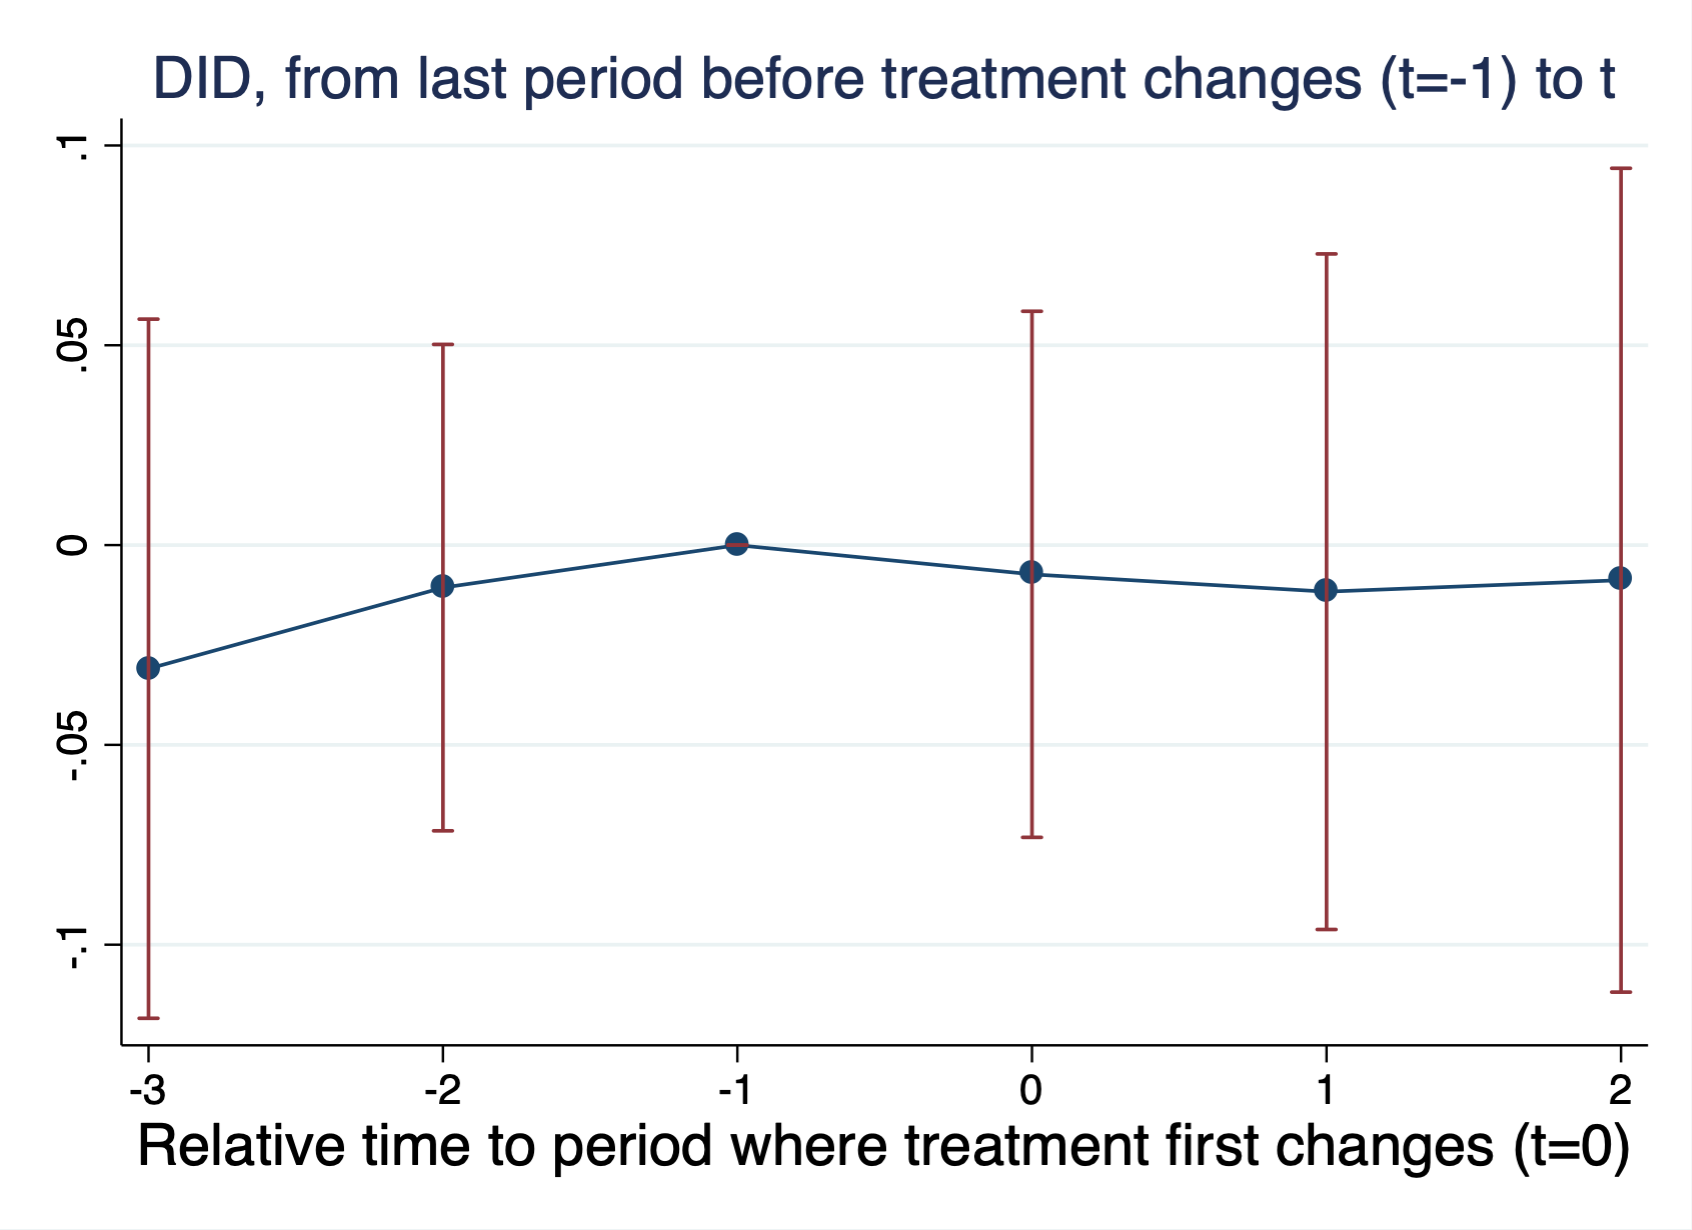 DID, from last period before treatment changes (t=-1) to t
.1
.05
0
-.05
-.1
-3 -2 -1 0 1 2
Relative time to period where treatment first changes (t=0)